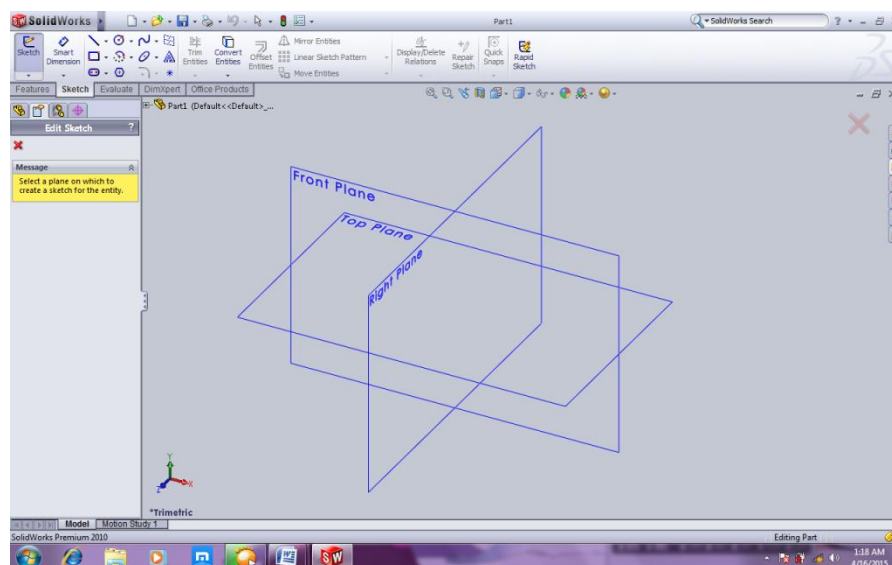 SolidWorks
Part1
SolidWorks Search
Sketch
Smart Dimension
Trim Entities
Convert Entities
Offset Entities
Mirror Entities
Linear Sketch Pattern
Move Entities
Display/Delete Relations
Repair Sketch
Quick Snaps
Rapid Sketch
Features
Sketch
Evaluate
DimXpert
Office Products
Part1 (Default<<Default>_...
Edit Sketch
?
Message
Select a plane on which to
create a sketch for the entity.
Front Plane
Top Plane
Right Plane
Y
X
Z
*Trimetric
Model
Motion Study 1
SolidWorks Premium 2010
Editing Part
1:18 AM
4/16/2015